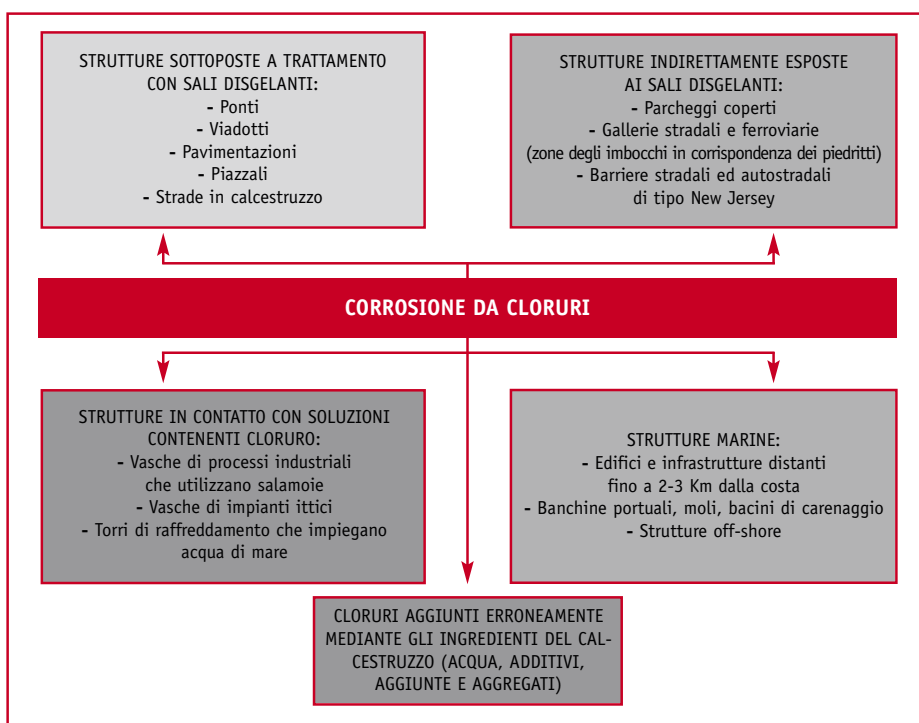 STRUTTURE SOTTOPOSTE A TRATTAMENTO
CON SALI DISGELANTI:
- Ponti
- Viadotti
- Pavimentazioni
- Piazzali
- Strade in calcestruzzo
STRUTTURE INDIRETTAMENTE ESPOSTE
AI SALI DISGELANTI:
- Parcheggi coperti
- Gallerie stradali e ferroviarie
(zone degli imbocchi in corrispondenza dei piedritti)
- Barriere stradali ed autostradali
di tipo New Jersey
CORROSIONE DA CLORURI
STRUTTURE IN CONTATTO CON SOLUZIONI
CONTENENTI CLORURO:
- Vasche di processi industriali
che utilizzano salamoie
- Vasche di impianti ittici
- Torri di raffreddamento che impiegano
acqua di mare
STRUTTURE MARINE:
- Edifici e infrastrutture distanti
fino a 2-3 Km dalla costa
- Banchine portuali, moli, bacini di carenaggio
- Strutture off-shore
CLORURI AGGIUNTI ERRONEAMENTE
MEDIANTE GLI INGREDIENTI DEL CAL-
CESTRUZZO (ACQUA, ADDITIVI,
AGGIUNTE E AGGREGATI)